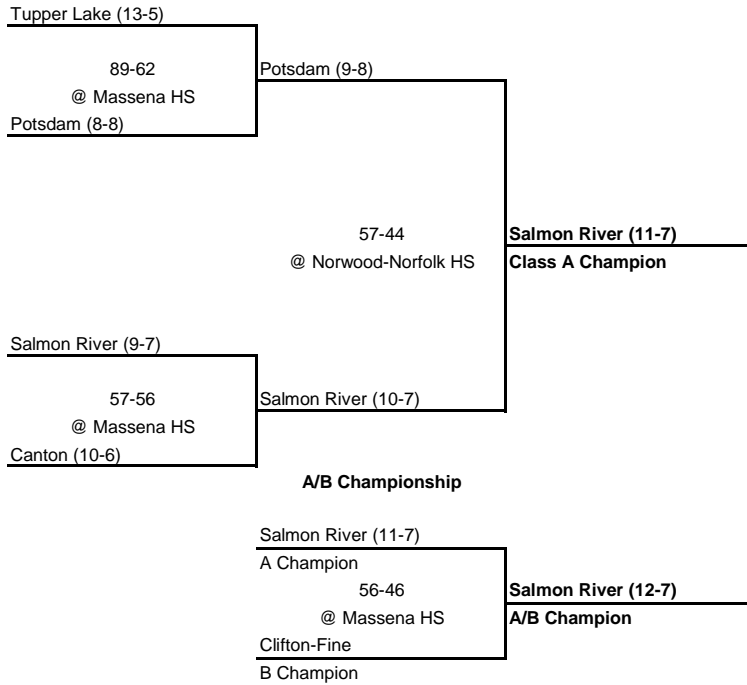 Tupper Lake (13-5)
89-62
@ Massena HS
Potsdam (9-8)
Potsdam (8-8)
57-44
@ Norwood-Norfolk HS
Salmon River (11-7)
Class A Champion
Salmon River (9-7)
57-56
@ Massena HS
Salmon River (10-7)
Canton (10-6)
A/B Championship
Salmon River (11-7)
A Champion
56-46
@ Massena HS
Salmon River (12-7)
A/B Champion
Clifton-Fine
B Champion